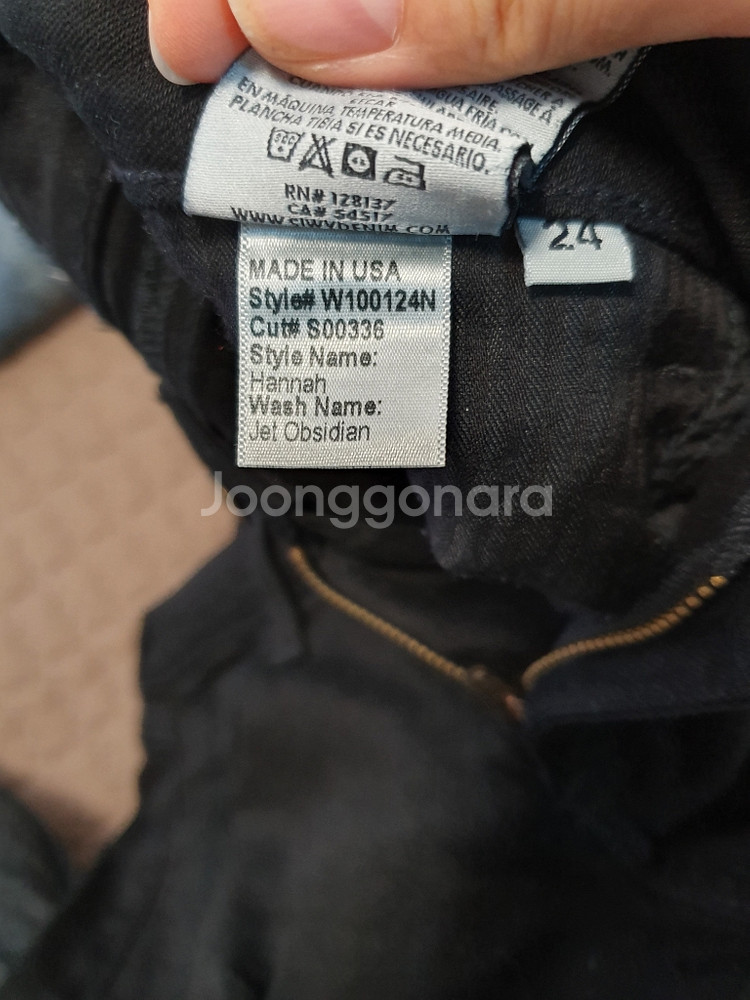 EN MÁQUINA, TEMPERATURA MEDIA.
PLANCHA TIBIA SI ES NECESARIO.
RN# 128137
CA# 54517
WWW.SIWYDENIM.COM
24
MADE IN USA
Style# W100124N
Cut# S00336
Style Name:
Hannah
Wash Name:
Jet Obsidian
Joonggonara